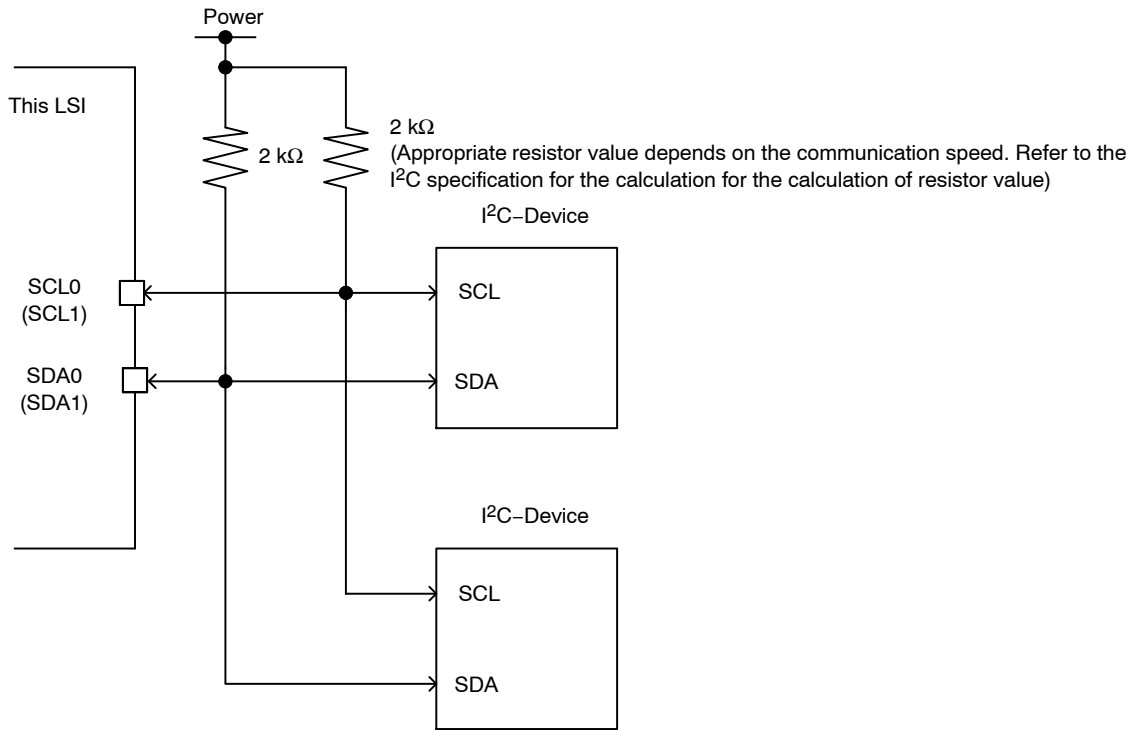 Power
This LSI
2 kΩ
2 kΩ
(Appropriate resistor value depends on the communication speed. Refer to the
I²C specification for the calculation for the calculation of resistor value)
I²C−Device
SCL0
(SCL1)
SCL
SDA0
(SDA1)
SDA
I²C−Device
SCL
SDA